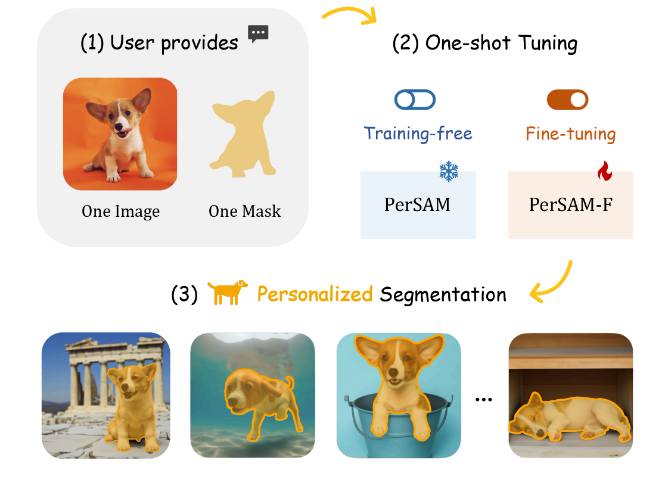 (1) User provides
One Image
One Mask
(2) One-shot Tuning
Training-free
Fine-tuning
PerSAM
PerSAM-F
(3) Personalized Segmentation
...